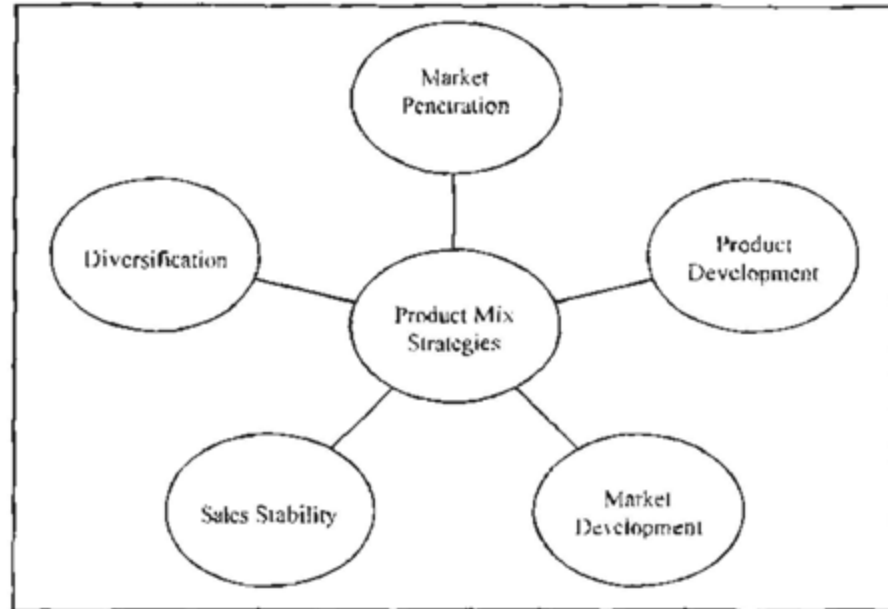 Market
Penetration
Diversification
Product
Development
Product Mix
Strategies
Sales Stability
Market
Development